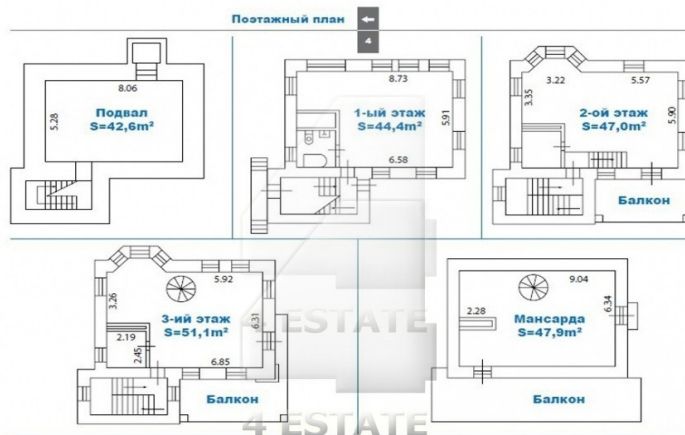 Поэтажный план
4
8.06
5.28
Подвал
S=42,6m²
8.73
1-ый этаж
S=44,4m²
5.91
6.58
3.22
5.57
3.35
2-ой этаж
S=47,0m²
5.90
Балкон
5.92
3.26
3-ий этаж
S=51,1m²
6.31
2.19
2.45
6.85
Балкон
9.04
2.28
Мансарда
S=47,9m²
6.34
Балкон
4 ESTATE
4 ESTATE